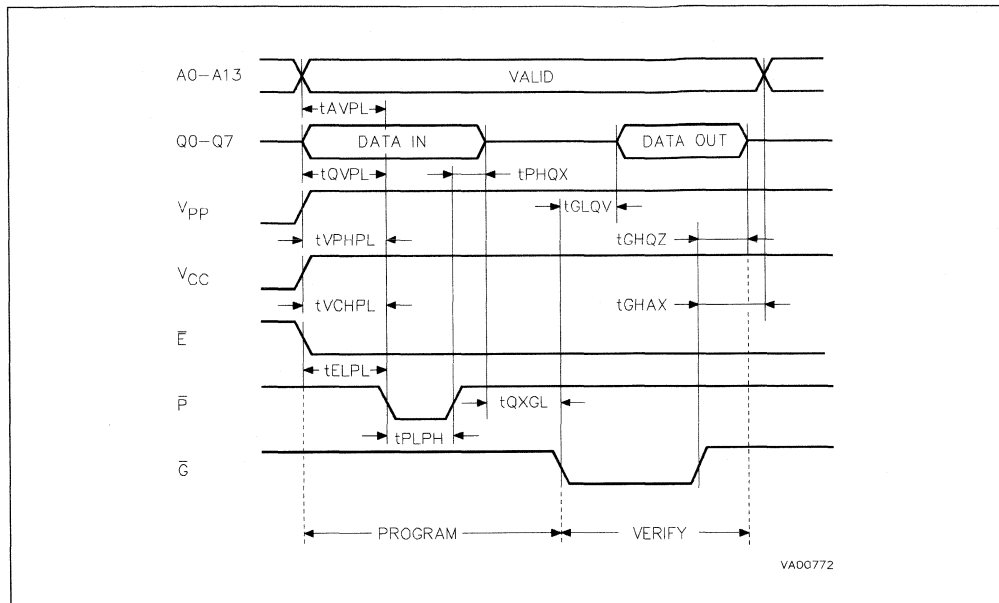 A0−A13
VALID
tAVPL
Q0−Q7
DATA IN
DATA OUT
tQVPL
tPHQX
VPP
tGLQV
tVPHPL
tGHQZ
VCC
tVCHPL
tGHAX
E̅
tELPL
P̅
tQXGL
tPLPH
G̅
PROGRAM
VERIFY
VA00772